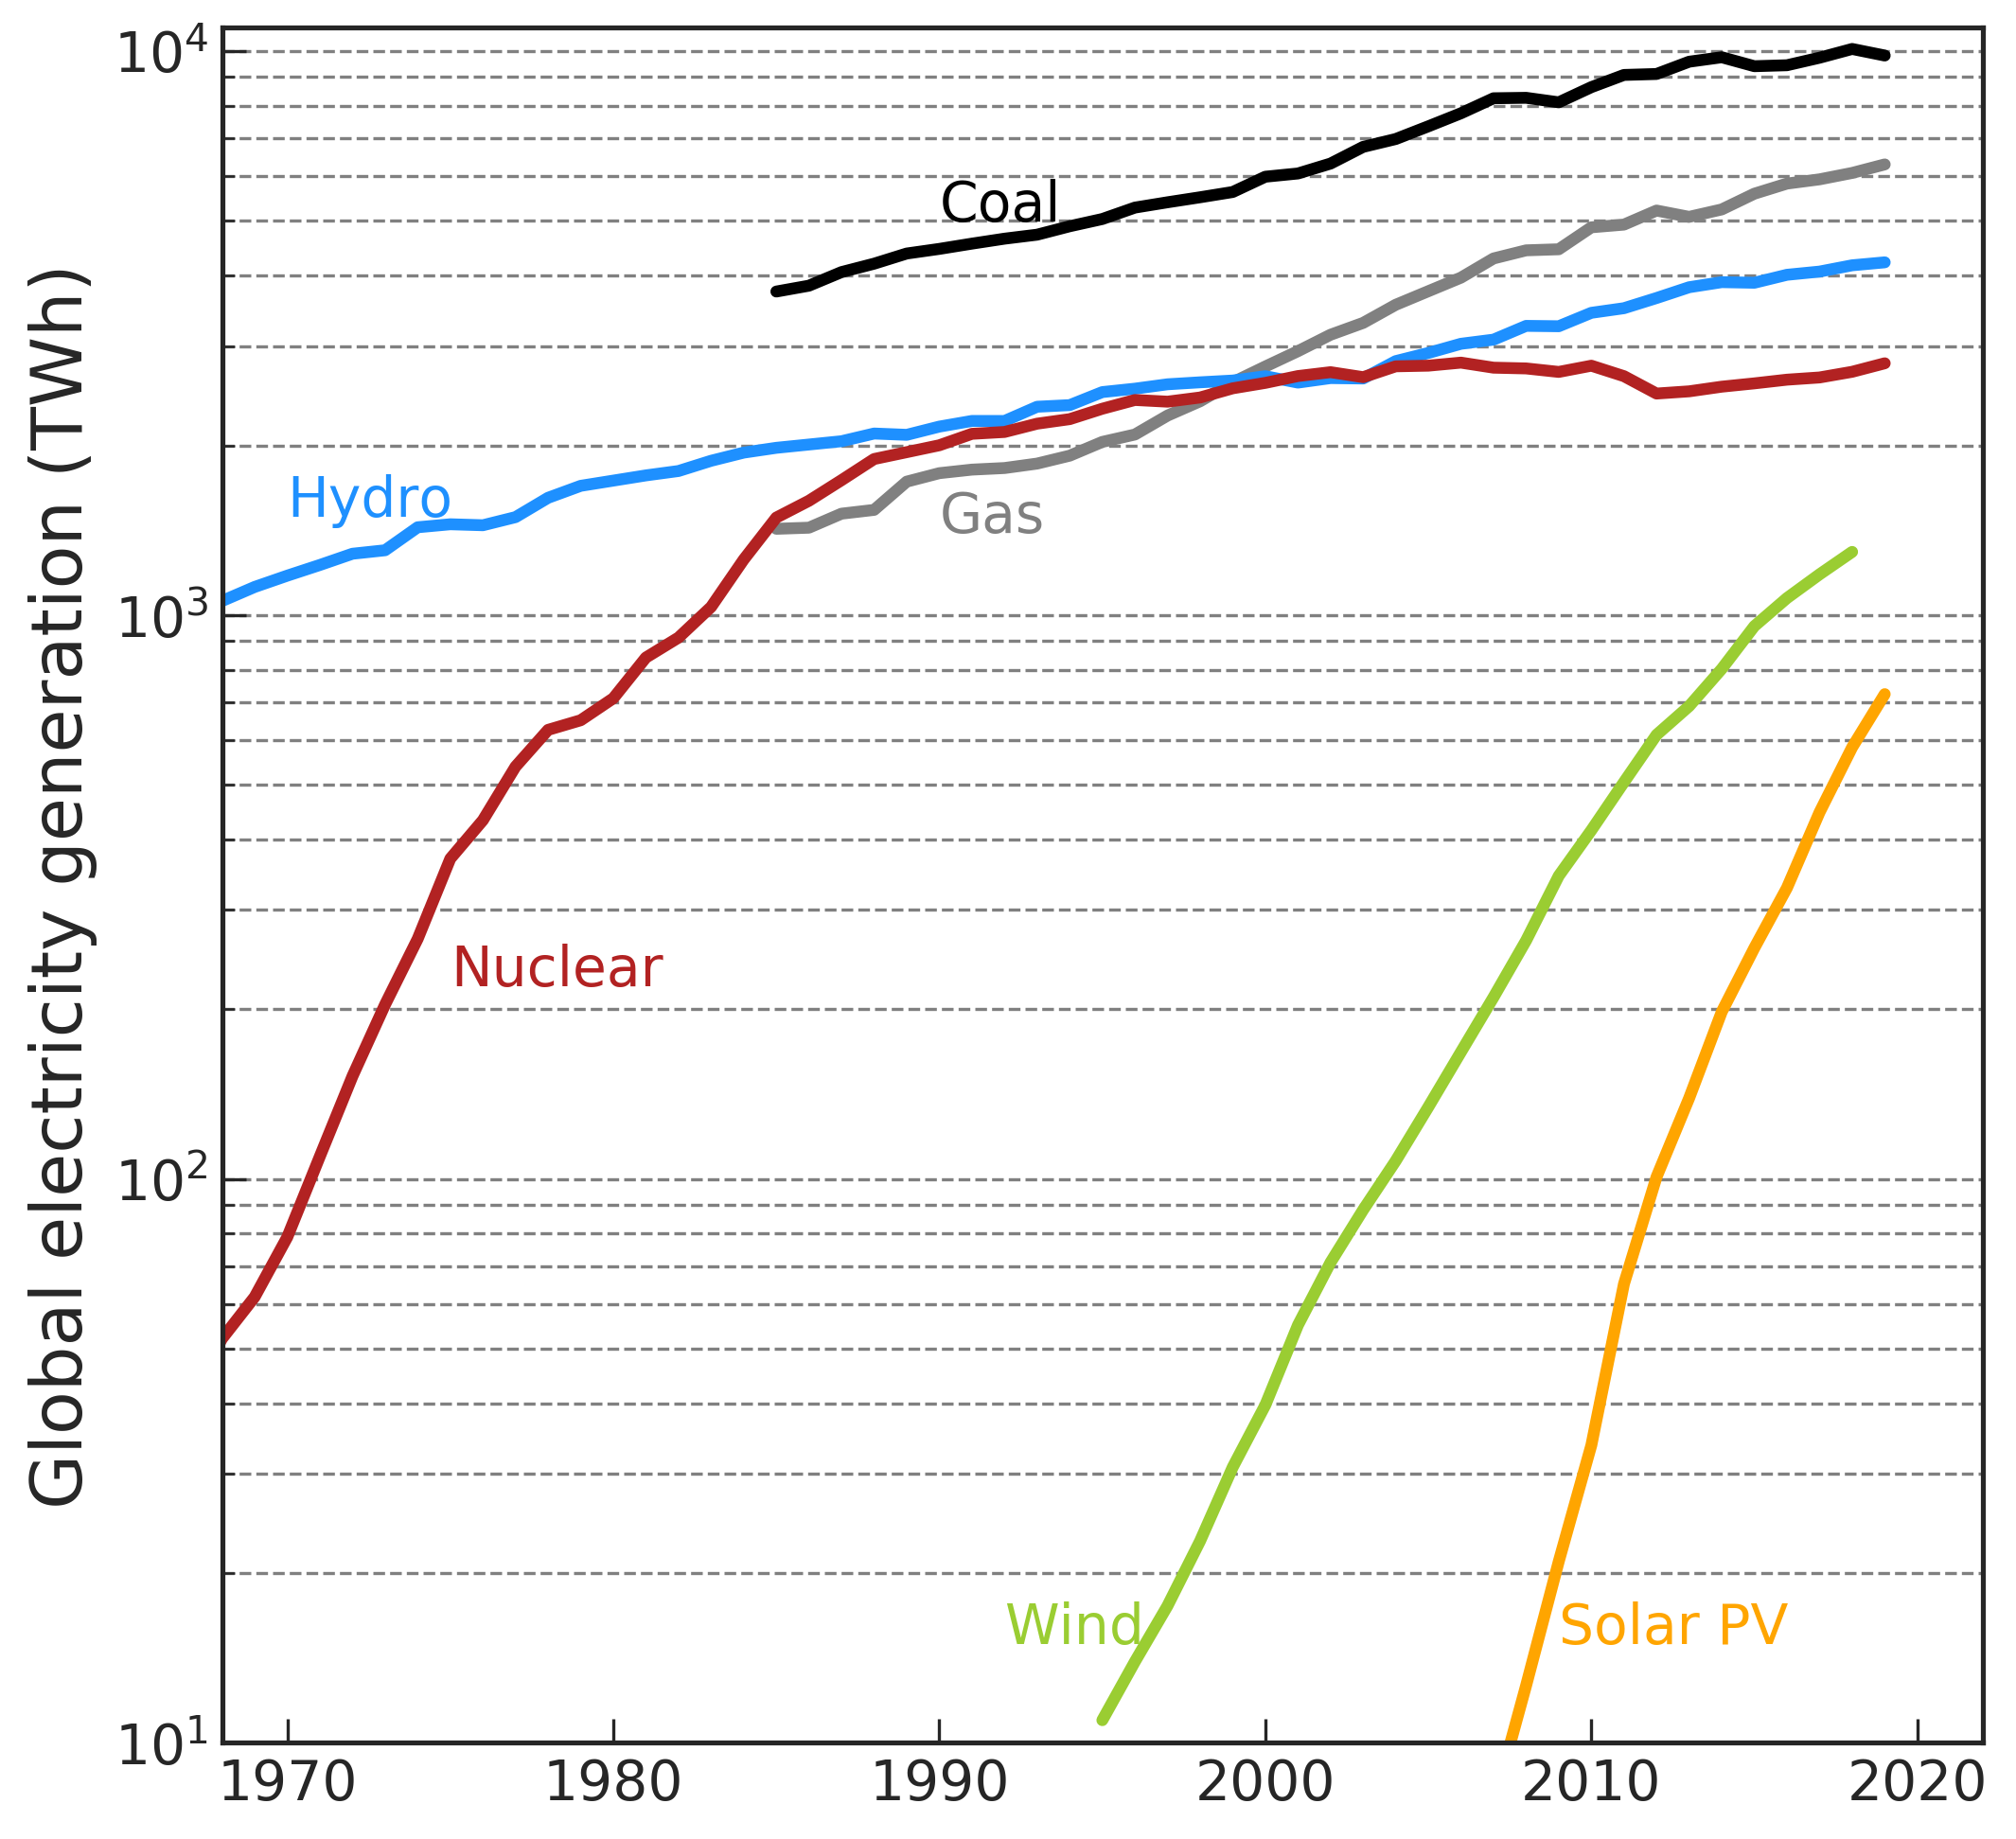 Global electricity generation (TWh)
10⁴
10³
10²
10¹
Coal
Hydro
Gas
Nuclear
Wind
Solar PV
1970 1980 1990 2000 2010 2020